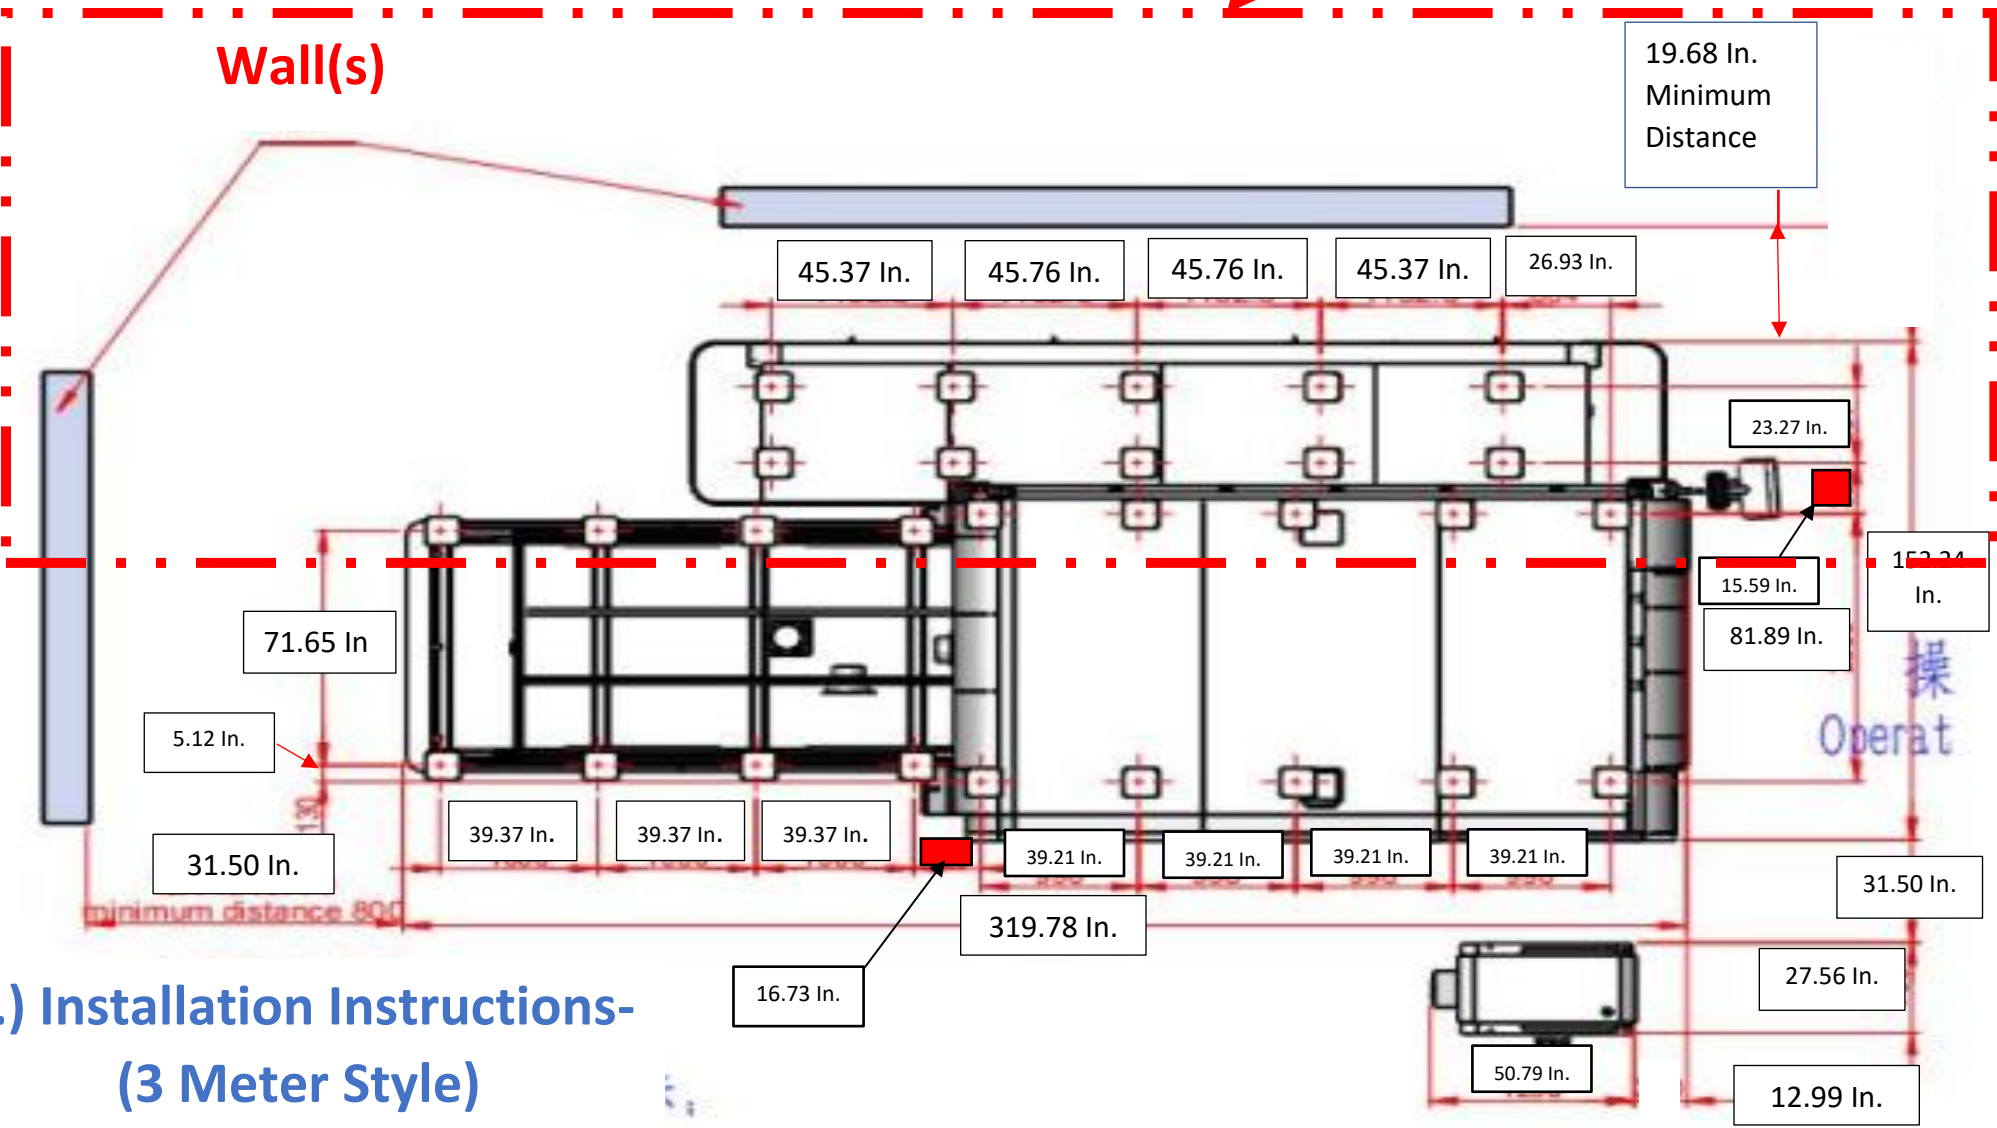 Wall(s)
19.68 In.
Minimum
Distance
45.37 In.
45.76 In.
45.76 In.
45.37 In.
26.93 In.
23.27 In.
15.59 In.
In.
81.89 In.
操
Operat
71.65 In
5.12 In.
130
31.50 In.
39.37 In.
39.37 In.
39.37 In.
39.21 In.
39.21 In.
39.21 In.
39.21 In.
31.50 In.
minimum distance 800
319.78 In.
16.73 In.
27.56 In.
50.79 In.
12.99 In.
.) Installation Instructions-
(3 Meter Style)